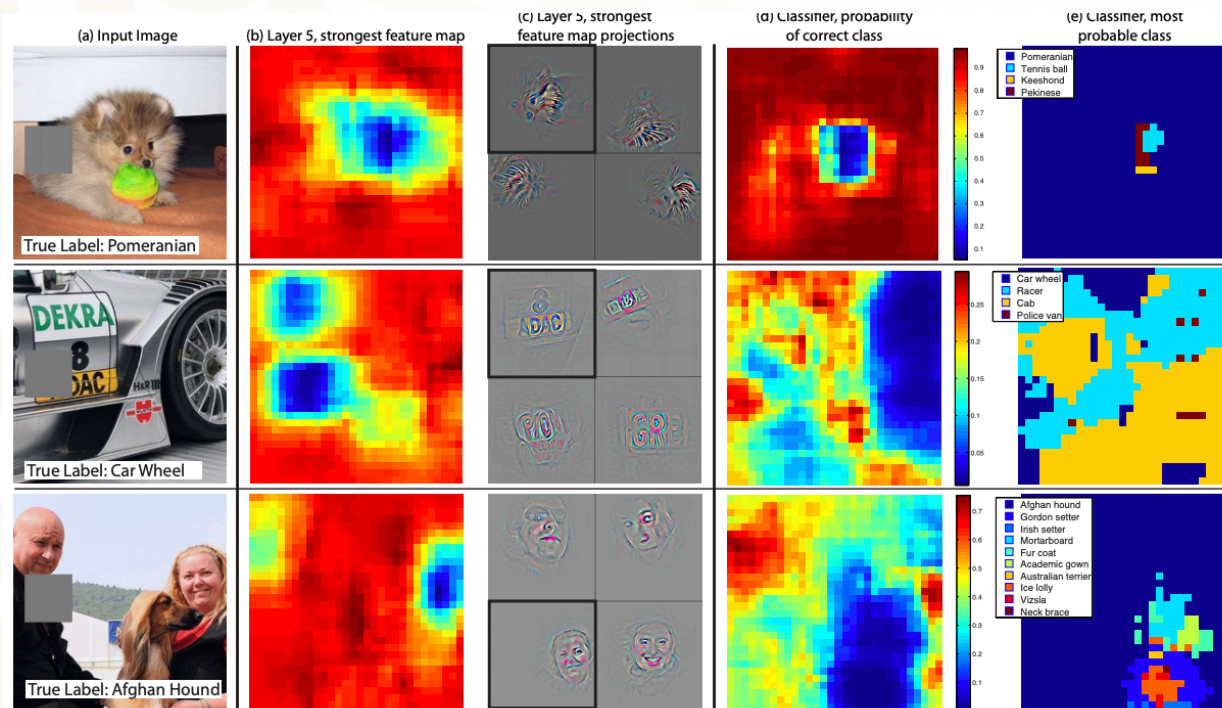 (a) Input Image
(b) Layer 5, strongest feature map
(c) Layer 5, strongest
feature map projections
(d) Classifier, probability
of correct class
(e) Classifier, most
probable class
True Label: Pomeranian
0.9
0.8
0.7
0.6
0.5
0.4
0.3
0.2
0.1
Pomeranian
Tennis ball
Keeshond
Pekinese
DEKRA
8
DAC
H&R
True Label: Car Wheel
ADAC
GRE
0.25
0.2
0.15
0.1
0.05
Car wheel
Racer
Cab
Police van
True Label: Afghan Hound
0.7
0.6
0.5
0.4
0.3
0.2
0.1
Afghan hound
Gordon setter
Irish setter
Mortarboard
Fur coat
Academic gown
Australian terrier
Ice lolly
Vizsla
Neck brace